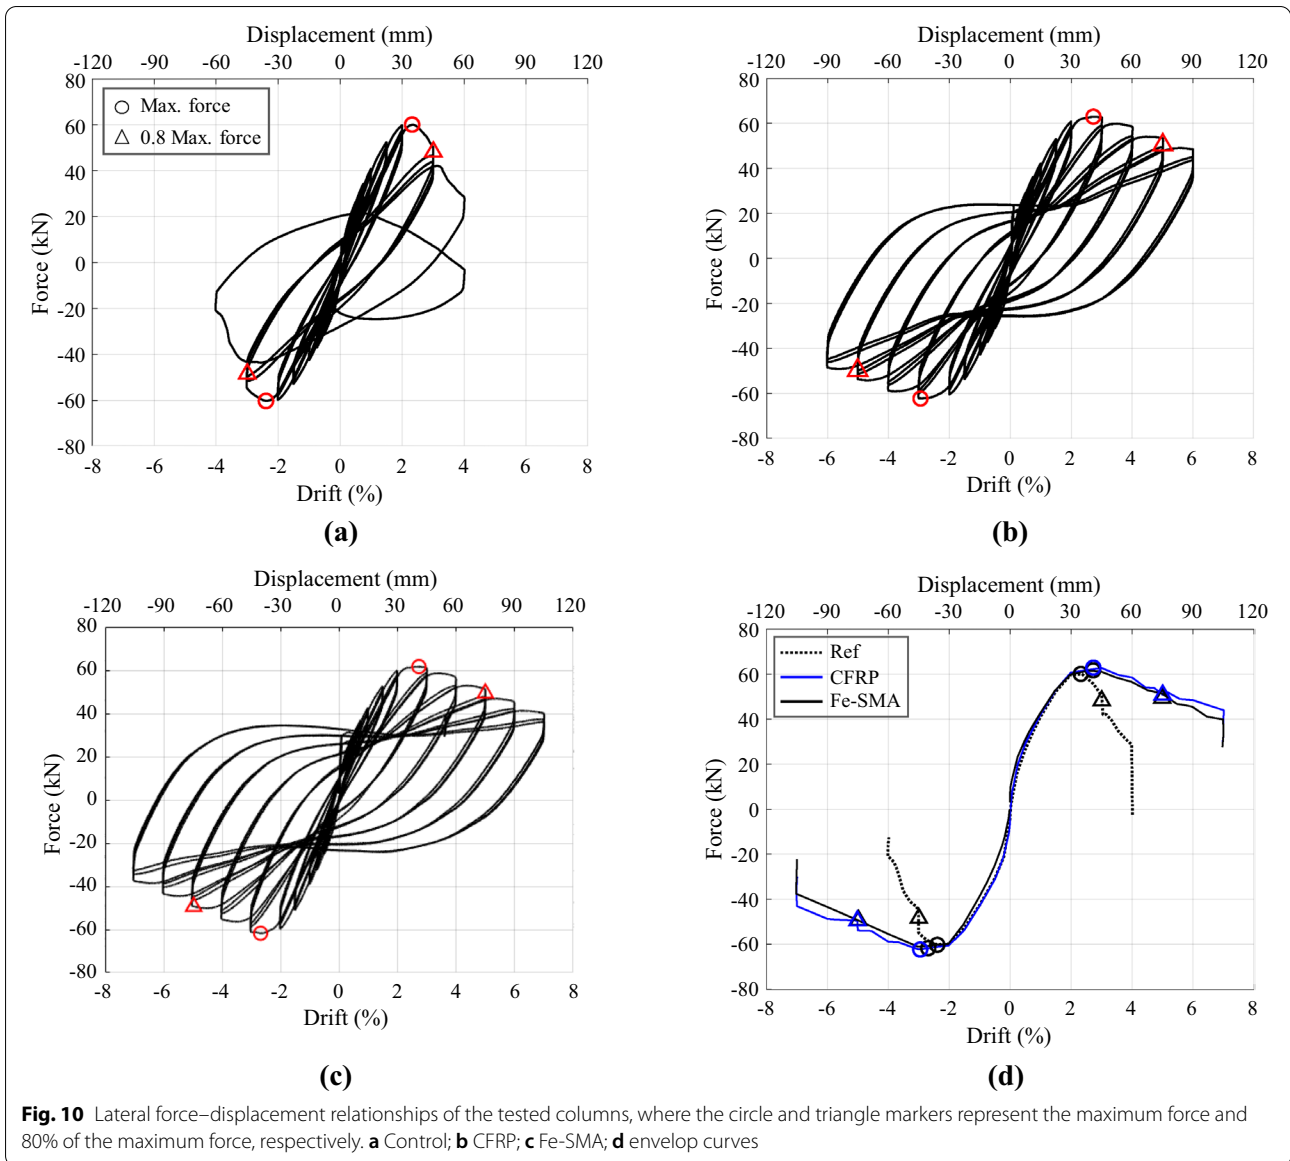 Displacement (mm)
-120 -90 -60 -30 0 30 60 90 120
80
60
40
20
0
-20
-40
-60
-80
Force (kN)
Max. force
0.8 Max. force
-8 -6 -4 -2 0 2 4 6 8
Drift (%)
(a)
Displacement (mm)
-120 -90 -60 -30 0 30 60 90 120
80
60
40
20
0
-20
-40
-60
-80
Force (kN)
-8 -6 -4 -2 0 2 4 6 8
Drift (%)
(b)
Displacement (mm)
-120 -90 -60 -30 0 30 60 90 120
80
60
40
20
0
-20
-40
-60
-80
Force (kN)
-8 -6 -4 -2 0 2 4 6 8
Drift (%)
(c)
Displacement (mm)
-120 -90 -60 -30 0 30 60 90 120
80
60
40
20
0
-20
-40
-60
-80
Force (kN)
Ref
CFRP
Fe-SMA
-8 -6 -4 -2 0 2 4 6 8
Drift (%)
(d)
Fig. 10 Lateral force–displacement relationships of the tested columns, where the circle and triangle markers represent the maximum force and
80% of the maximum force, respectively. a Control; b CFRP; c Fe-SMA; d envelop curves